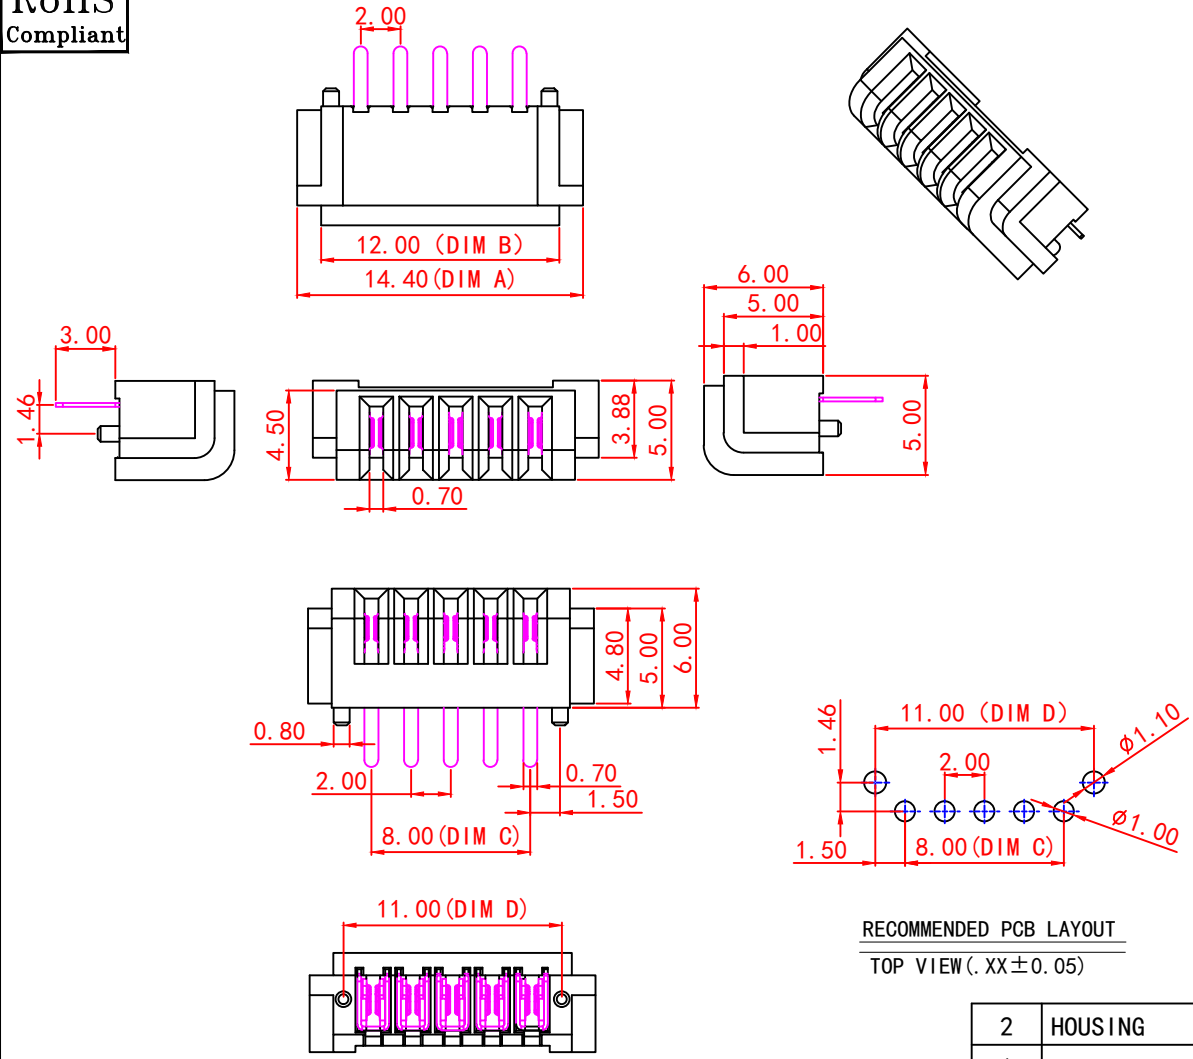 RoHS
Compliant
2.00
12.00 (DIM B)
14.40(DIM A)
6.00
5.00
1.00
3.00
1.46
4.50
3.88
5.00
5.00
0.70
4.80
5.00
6.00
0.80
2.00
0.70
1.50
8.00(DIM C)
11.00 (DIM D)
1.46
2.00
ø1.10
ø1.00
1.50
8.00(DIM C)
11.00(DIM D)
RECOMMENDED PCB LAYOUT
TOP VIEW(.XX±0.05)
2 HOUSING